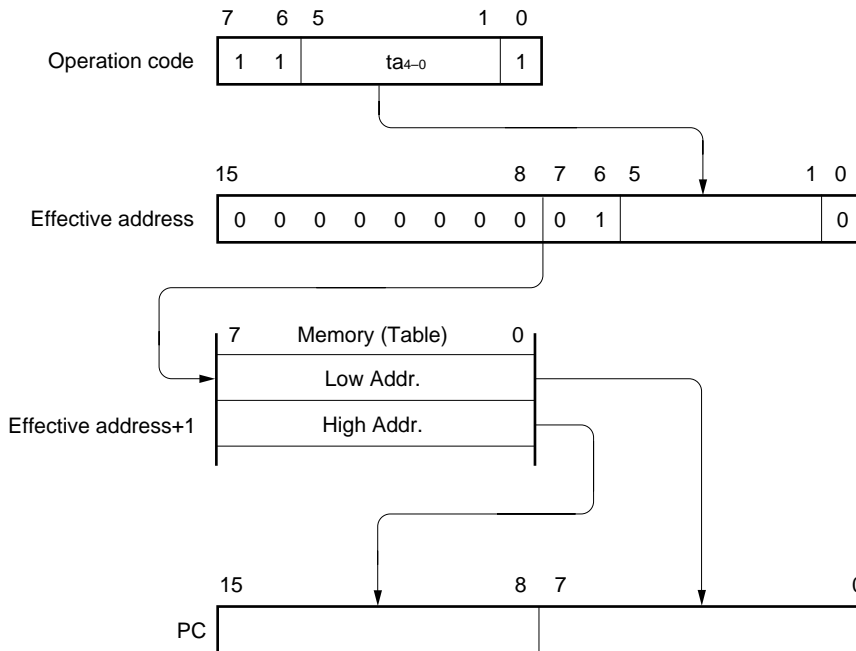 7 6 5 1 0
Operation code 1 1 ta4–0 1
15 8 7 6 5 1 0
Effective address 0 0 0 0 0 0 0 0 0 1 0
7 Memory (Table) 0
Low Addr.
Effective address+1 High Addr.
15 8 7 0
PC